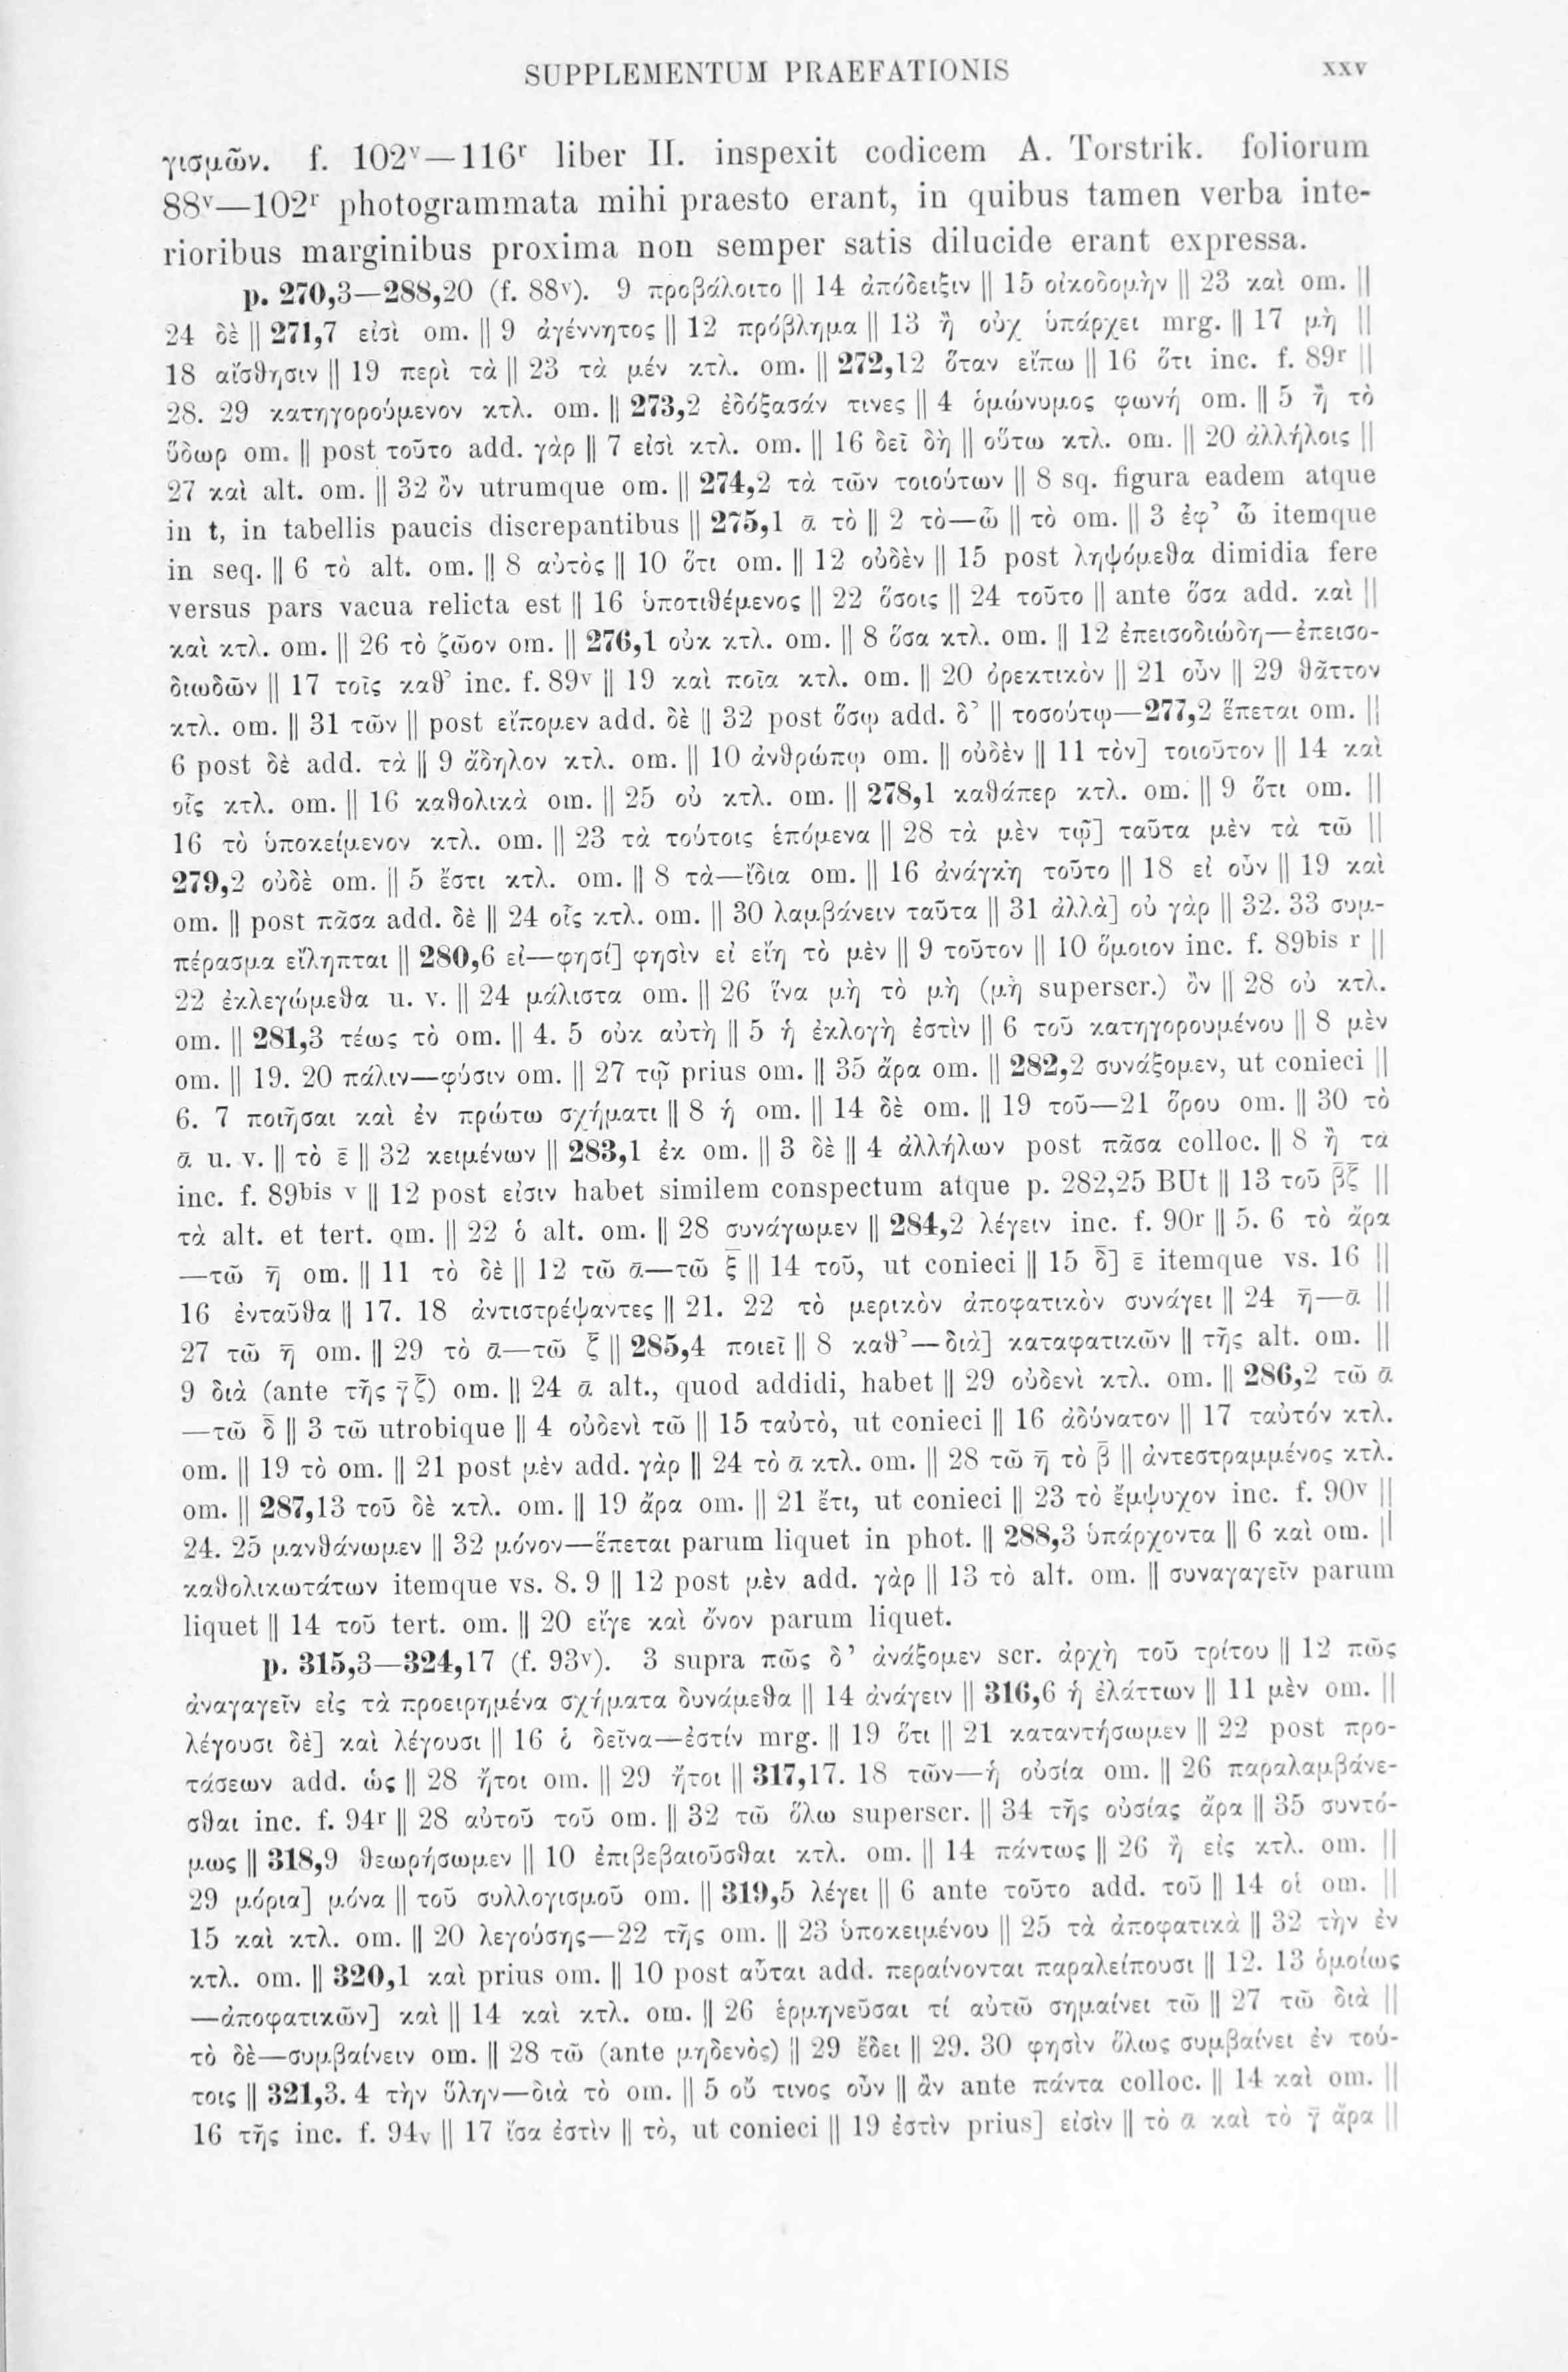 SUPPLEMENTUM PRAEFATIONIS xxv
γισμῶν. f. 102ᵛ—116ʳ liber II. inspexit codicem A. Torstrik. foliorum
88ᵛ—102ʳ photogrammata mihi praesto erant, in quibus tamen verba inte-
rioribus marginibus proxima non semper satis dilucide erant expressa.
p. 270,3—288,20 (f. 88ᵛ). 9 προβάλοιτο || 14 ἀπόδειξιν || 15 οἰκοδομὴν || 23 καὶ om. ||
24 δὲ || 271,7 εἰσὶ om. || 9 ἀγέννητος || 12 πρόβλημα || 13 ἢ οὐχ ὑπάρχει mrg. || 17 μὴ ||
18 αἴσθησιν || 19 περὶ τὰ || 23 τὰ μέν κτλ. om. || 272,12 ὅταν εἴπω || 16 ὅτι inc. f. 89ʳ ||
28. 29 κατηγορούμενον κτλ. om. || 273,2 ἐδόξασάν τινες || 4 ὁμώνυμος φωνή om. || 5 ἢ τὸ
ὕδωρ om. || post τοῦτο add. γὰρ || 7 εἰσὶ κτλ. om. || 16 δεῖ δὴ || οὕτω κτλ. om. || 20 ἀλλήλοις ||
27 καὶ alt. om. || 32 ὂν utrumque om. || 274,2 τὰ τῶν τοιούτων || 8 sq. figura eadem atque
in t, in tabellis paucis discrepantibus || 275,1 ᾱ τὸ || 2 τὸ—ὦ || τὸ om. || 3 ἐφ’ ὦ itemque
in seq. || 6 τὸ alt. om. || 8 αὐτὸς || 10 ὅτι om. || 12 οὐδὲν || 15 post ληψόμεθα dimidia fere
versus pars vacua relicta est || 16 ὑποτιθέμενος || 22 ὅσοις || 24 τοῦτο || ante ὅσα add. καὶ ||
καὶ κτλ. om. || 26 τὸ ζῶον om. || 276,1 οὐκ κτλ. om. || 8 ὅσα κτλ. om. || 12 ἐπεισοδιώδη—ἐπεισο-
διωδῶν || 17 τοῖς καθ’ inc. f. 89ᵛ || 19 καὶ ποῖα κτλ. om. || 20 ὀρεκτικὸν || 21 οὖν || 29 θᾶττον
κτλ. om. || 31 τῶν || post εἴπομεν add. δὲ || 32 post ὅσῳ add. δ’ || τοσούτῳ—277,2 ἕπεται om. ||
6 post δὲ add. τὰ || 9 ἄδηλον κτλ. om. || 10 ἀνθρώπῳ om. || οὐδὲν || 11 τὸν] τοιοῦτον || 14 καὶ
οἷς κτλ. om. || 16 καθολικὰ om. || 25 οὐ κτλ. om. || 278,1 καθάπερ κτλ. om. || 9 ὅτι om. ||
16 τὸ ὑποκείμενον κτλ. om. || 23 τὰ τούτοις ἑπόμενα || 28 τὰ μὲν τῷ] ταῦτα μὲν τὰ τῶ ||
279,2 οὐδὲ om. || 5 ἔστι κτλ. om. || 8 τὰ—ἴδια om. || 16 ἀνάγκη τοῦτο || 18 εἰ οὖν || 19 καὶ
om. || post πᾶσα add. δὲ || 24 οἷς κτλ. om. || 30 λαμβάνειν ταῦτα || 31 ἀλλὰ] οὐ γὰρ || 32. 33 συμ-
πέρασμα εἴληπται || 280,6 εἰ—φησί] φησὶν εἰ εἴη τὸ μὲν || 9 τοῦτον || 10 ὅμοιον inc. f. 89bis r ||
22 ἐκλεγώμεθα u. v. || 24 μάλιστα om. || 26 ἵνα μὴ τὸ μὴ (μὴ superscr.) ὂν || 28 οὐ κτλ.
om. || 281,3 τέως τὸ om. || 4. 5 οὐκ αὐτὴ || 5 ἡ ἐκλογὴ ἐστὶν || 6 τοῦ κατηγορουμένου || 8 μὲν
om. || 19. 20 πάλιν—φύσιν om. || 27 τῷ prius om. || 35 ἄρα om. || 282,2 συνάξομεν, ut conieci ||
6. 7 ποιῆσαι καὶ ἐν πρώτω σχήματι || 8 ἡ om. || 14 δὲ om. || 19 τοῦ—21 ὅρου om. || 30 τὸ
ᾱ u. v. || τὸ ε̄ || 32 κειμένων || 283,1 ἐκ om. || 3 δὲ || 4 ἀλλήλων post πᾶσα colloc. || 8 ἢ τὰ
inc. f. 89bis v || 12 post εἰσιν habet similem conspectum atque p. 282,25 BUt || 13 τοῦ β̄ζ̄ ||
τὰ alt. et tert. om. || 22 ὁ alt. om. || 28 συνάγωμεν || 284,2 λέγειν inc. f. 90ʳ || 5. 6 τὸ ἄρα
—τῶ η̄ om. || 11 τὸ δὲ || 12 τῶ ᾱ—τῶ ξ̄ || 14 τοῦ, ut conieci || 15 δ̄] ε̄ itemque vs. 16 ||
16 ἐνταῦθα || 17. 18 ἀντιστρέψαντες || 21. 22 τὸ μερικὸν ἀποφατικὸν συνάγει || 24 η̄—ᾱ ||
27 τῶ η̄ om. || 29 τὸ ᾱ—τῶ ζ̄ || 285,4 ποιεῖ || 8 καθ’—διὰ] καταφατικῶν || τῆς alt. om. ||
9 διὰ (ante τῆς γ̄ζ̄) om. || 24 ᾱ alt., quod addidi, habet || 29 οὐδενὶ κτλ. om. || 286,2 τῶ ᾱ
—τῶ δ̄ || 3 τῶ utrobique || 4 οὐδενὶ τῶ || 15 ταὐτὸ, ut conieci || 16 ἀδύνατον || 17 ταὐτόν κτλ.
om. || 19 τὸ om. || 21 post μὲν add. γὰρ || 24 τὸ ᾱ κτλ. om. || 28 τῶ η̄ τὸ β̄ || ἀντεστραμμένος κτλ.
om. || 287,13 τοῦ δὲ κτλ. om. || 19 ἄρα om. || 21 ἔτι, ut conieci || 23 τὸ ἔμψυχον inc. f. 90ᵛ ||
24. 25 μανθάνωμεν || 32 μόνον—ἕπεται parum liquet in phot. || 288,3 ὑπάρχοντα || 6 καὶ om. ||
καθολικωτάτων itemque vs. 8. 9 || 12 post μὲν add. γὰρ || 13 τὸ alt. om. || συναγαγεῖν parum
liquet || 14 τοῦ tert. om. || 20 εἴγε καὶ ὄνον parum liquet.
p. 315,3—324,17 (f. 93ᵛ). 3 supra πῶς δ’ ἀνάξομεν scr. ἀρχὴ τοῦ τρίτου || 12 πῶς
ἀναγαγεῖν εἰς τὰ προειρημένα σχήματα δυνάμεθα || 14 ἀνάγειν || 316,6 ἡ ἐλάττων || 11 μὲν om. ||
λέγουσι δὲ] καὶ λέγουσι || 16 ὁ δεῖνα—ἐστίν mrg. || 19 ὅτι || 21 καταντήσωμεν || 22 post προ-
τάσεων add. ὡς || 28 ἤτοι om. || 29 ἤτοι || 317,17. 18 τῶν—ἡ οὐσία om. || 26 παραλαμβάνε-
σθαι inc. f. 94ʳ || 28 αὐτοῦ τοῦ om. || 32 τῶ ὅλω superscr. || 34 τῆς οὐσίας ἄρα || 35 συντό-
μως || 318,9 θεωρήσωμεν || 10 ἐπιβεβαιοῦσθαι κτλ. om. || 14 πάντως || 26 ἢ εἰς κτλ. om. ||
29 μόρια] μόνα || τοῦ συλλογισμοῦ om. || 319,5 λέγει || 6 ante τοῦτο add. τοῦ || 14 οἱ om. ||
15 καὶ κτλ. om. || 20 λεγούσης—22 τῆς om. || 23 ὑποκειμένου || 25 τὰ ἀποφατικὰ || 32 τὴν ἐν
κτλ. om. || 320,1 καὶ prius om. || 10 post αὗται add. περαίνονται παραλείπουσι || 12. 13 ὁμοίως
—ἀποφατικῶν] καὶ || 14 καὶ κτλ. om. || 26 ἑρμηνεῦσαι τί αὐτῶ σημαίνει τῶ || 27 τῶ διὰ ||
τὸ δὲ—συμβαίνειν om. || 28 τῶ (ante μηδενὸς) || 29 ἔδει || 29. 30 φησὶν ὅλως συμβαίνει ἐν τού-
τοις || 321,3. 4 τὴν ὕλην—διὰ τὸ om. || 5 οὔ τινος οὖν || ἂν ante πάντα colloc. || 14 καὶ om. ||
16 τῆς inc. f. 94ᵥ || 17 ἴσα ἐστὶν || τὸ, ut conieci || 19 ἐστὶν prius] εἰσὶν || τὸ ᾱ καὶ τὸ γ̄ ἄρα ||